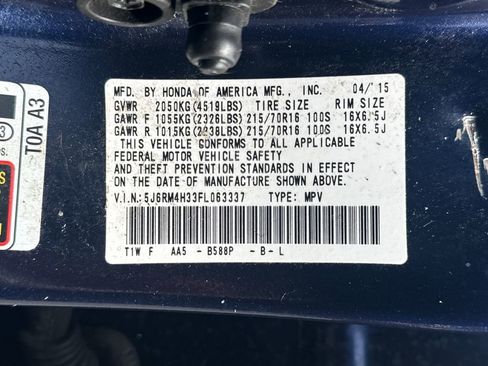 MFD. BY HONDA OF AMERICA MFG., INC. 04/15
GVWR 2050KG(4519LBS) TIRE SIZE RIM SIZE
GAWR F 1055KG(2326LBS)215/70R16 100S 16X6.5J
GAWR R 1015KG(2238LBS)215/70R16 100S 16X6.5J
THIS VEHICLE CONFORMS TO ALL APPLICABLE
FEDERAL MOTOR VEHICLE SAFETY
AND THEFT PREVENTION STANDARDS IN EFFECT
ON THE DATE OF MANUFACTURE SHOWN ABOVE.
V.I.N:5J6RM4H33FL063337 TYPE: MPV
T1W F AA5 - B588P - B - L
TOA A3